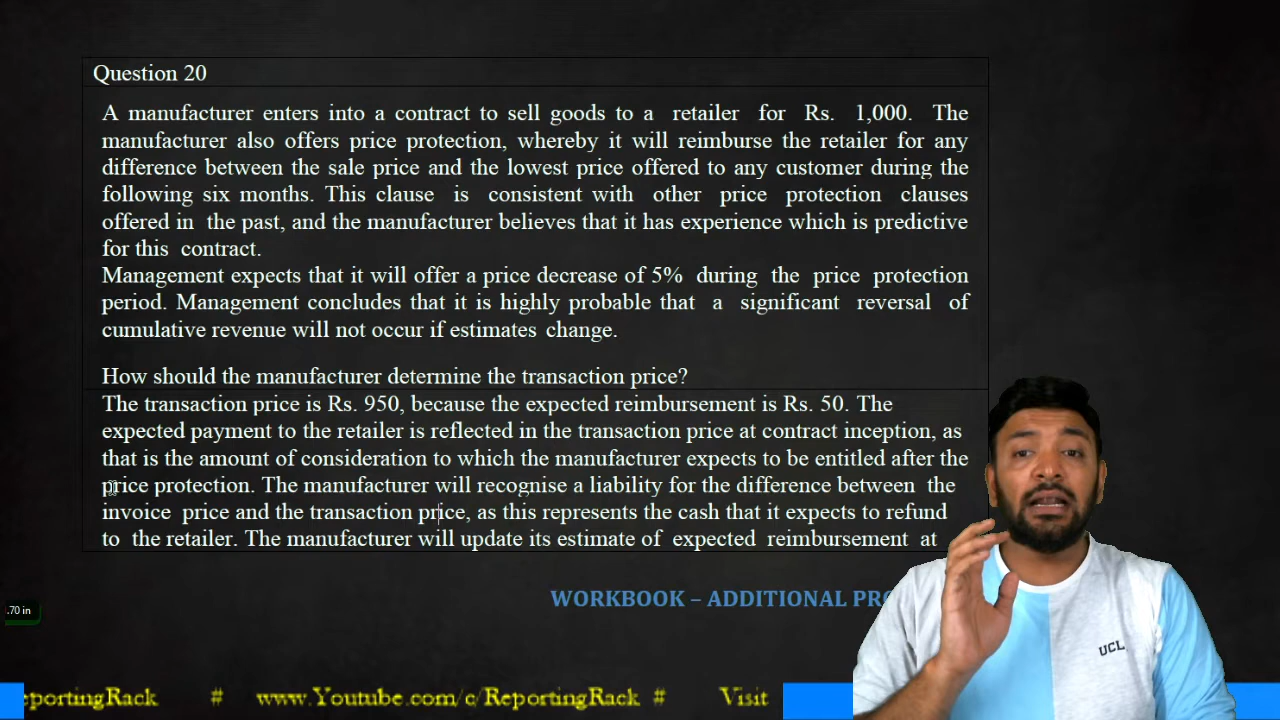 Question 20
A manufacturer enters into a contract to sell goods to a retailer for Rs. 1,000. The
manufacturer also offers price protection, whereby it will reimburse the retailer for any
difference between the sale price and the lowest price offered to any customer during the
following six months. This clause is consistent with other price protection clauses
offered in the past, and the manufacturer believes that it has experience which is predictive
for this contract.
Management expects that it will offer a price decrease of 5% during the price protection
period. Management concludes that it is highly probable that a significant reversal of
cumulative revenue will not occur if estimates change.
How should the manufacturer determine the transaction price?
The transaction price is Rs. 950, because the expected reimbursement is Rs. 50. The
expected payment to the retailer is reflected in the transaction price at contract inception, as
that is the amount of consideration to which the manufacturer expects to be entitled after the
price protection. The manufacturer will recognise a liability for the difference between the
invoice price and the transaction price, as this represents the cash that it expects to refund
to the retailer. The manufacturer will update its estimate of expected reimbursement at
WORKBOOK – ADDITIONAL
.70 in
UCL
eportingRack # www.Youtube.com/c/ReportingRack # Visit